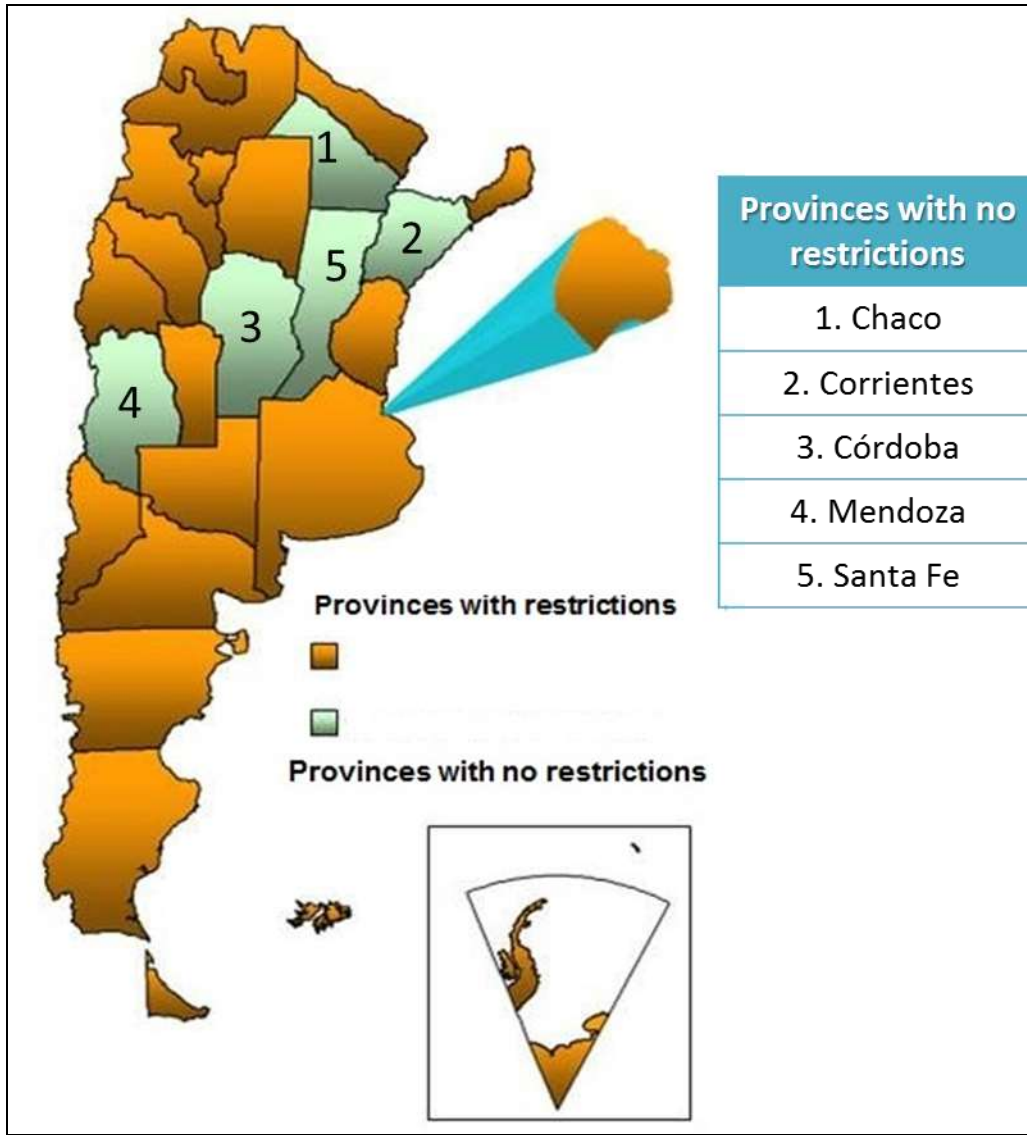 1
2
5
3
4
Provinces with no
restrictions
1. Chaco
2. Corrientes
3. Córdoba
4. Mendoza
5. Santa Fe
Provinces with restrictions
Provinces with no restrictions